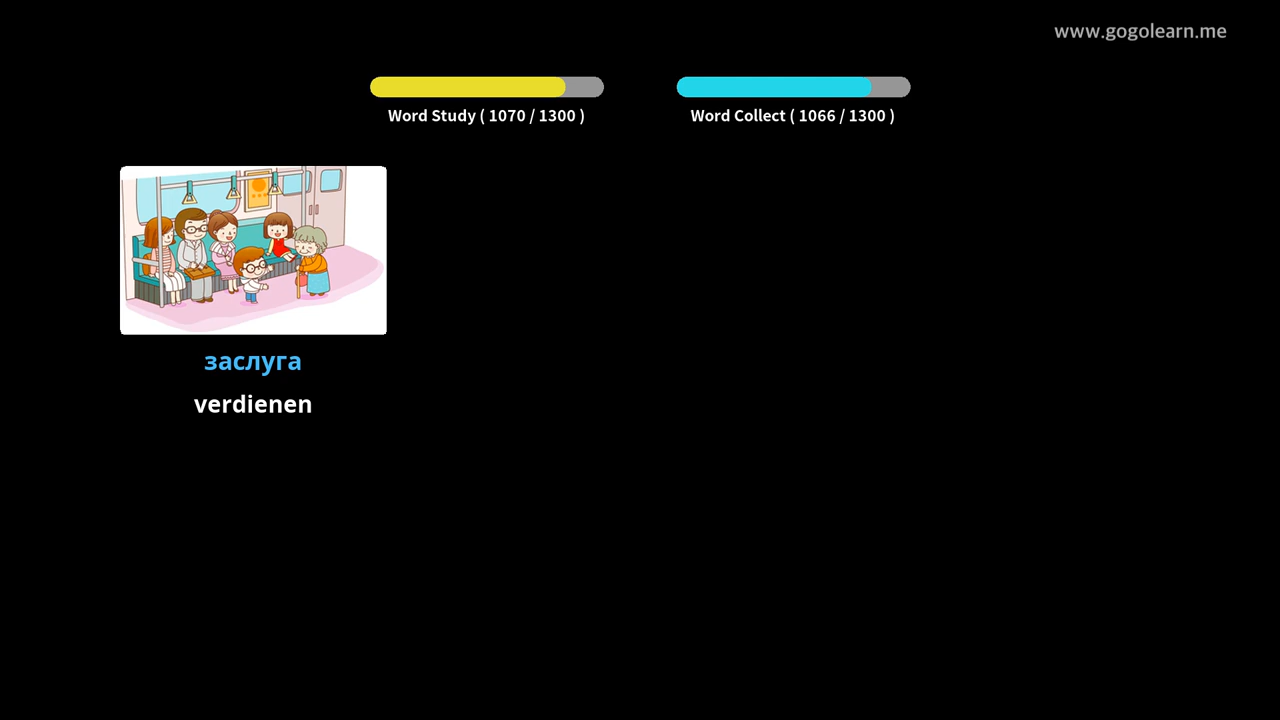 www.gogolearn.me
Word Study ( 1070 / 1300 )
Word Collect ( 1066 / 1300 )
заслуга
verdienen